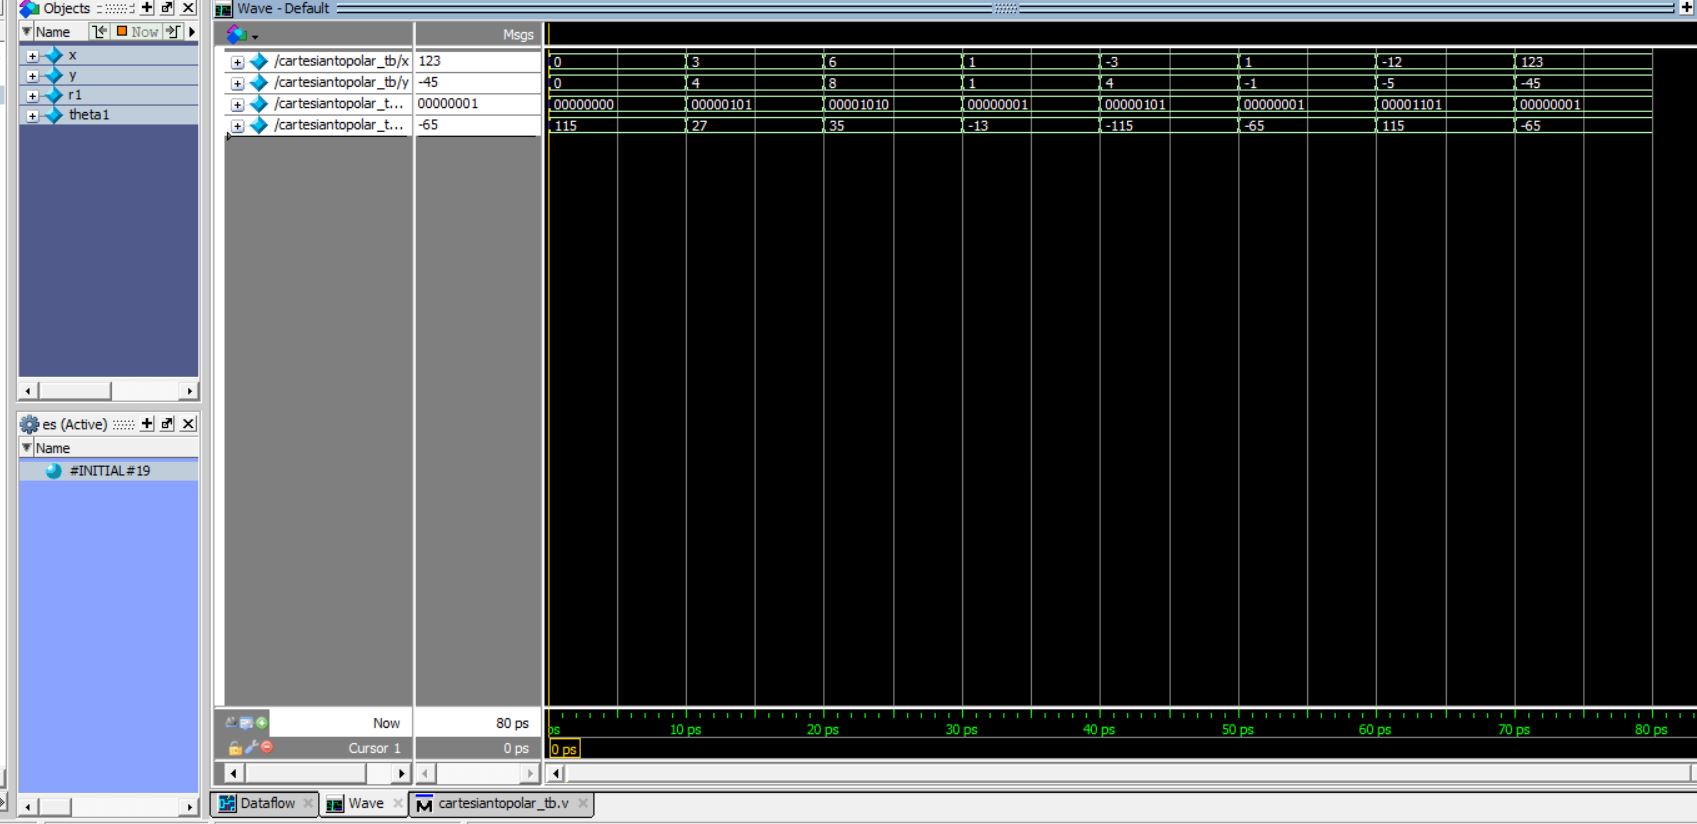 Objects
Wave - Default
Name
Now
Msgs
x
y
r1
theta1
/cartesiantopolar_tb/x 123 0 3 6 1 -3 1 -12 123
/cartesiantopolar_tb/y -45 0 4 8 1 4 -1 -5 -45
/cartesiantopolar_t... 00000001 00000000 00000101 00001010 00000001 00000101 00000001 00001101 00000001
/cartesiantopolar_t... -65 115 27 35 -13 -115 -65 115 -65
es (Active)
Name
#INITIAL#19
Now 80 ps
ps 10 ps 20 ps 30 ps 40 ps 50 ps 60 ps 70 ps 80 ps
Cursor 1 0 ps 0 ps
Dataflow Wave cartesiantopolar_tb.v